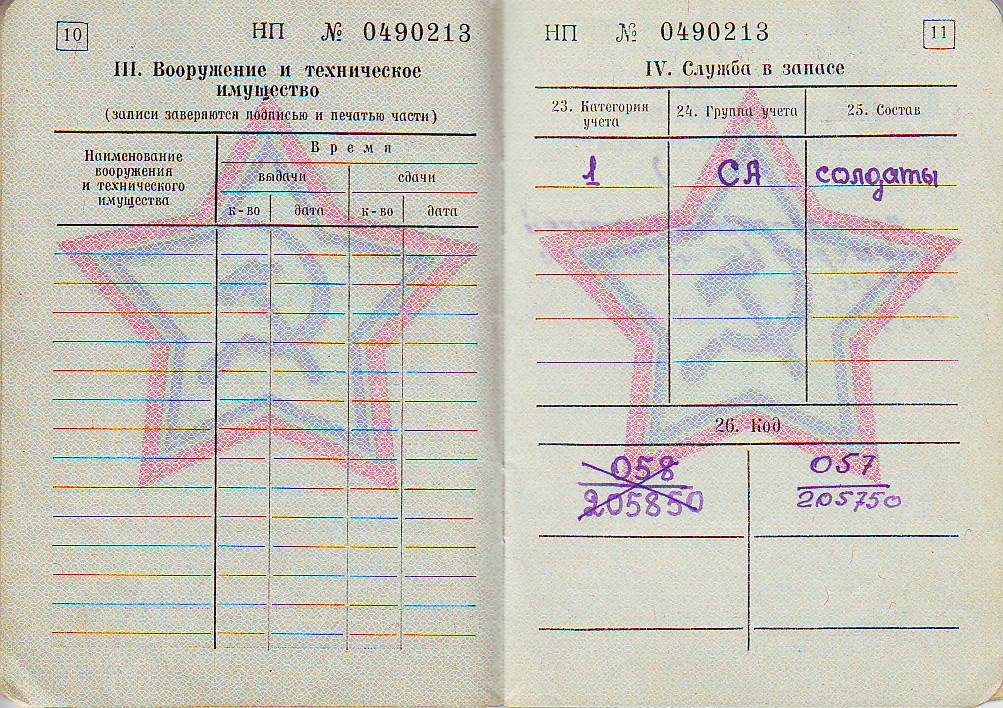 10
НП № 0490213
III. Вооружение и техническое
имущество
(записи заверяются подписью и печатью части)
Наименование
вооружения
и технического
имущества
Время
выдачи
сдачи
к-во
дата
к-во
дата
НП № 0490213
11
IV. Служба в запасе
23. Категория
учета
24. Группа учета
25. Состав
1
СА
солдаты
26. Код
058
205850
057
205750